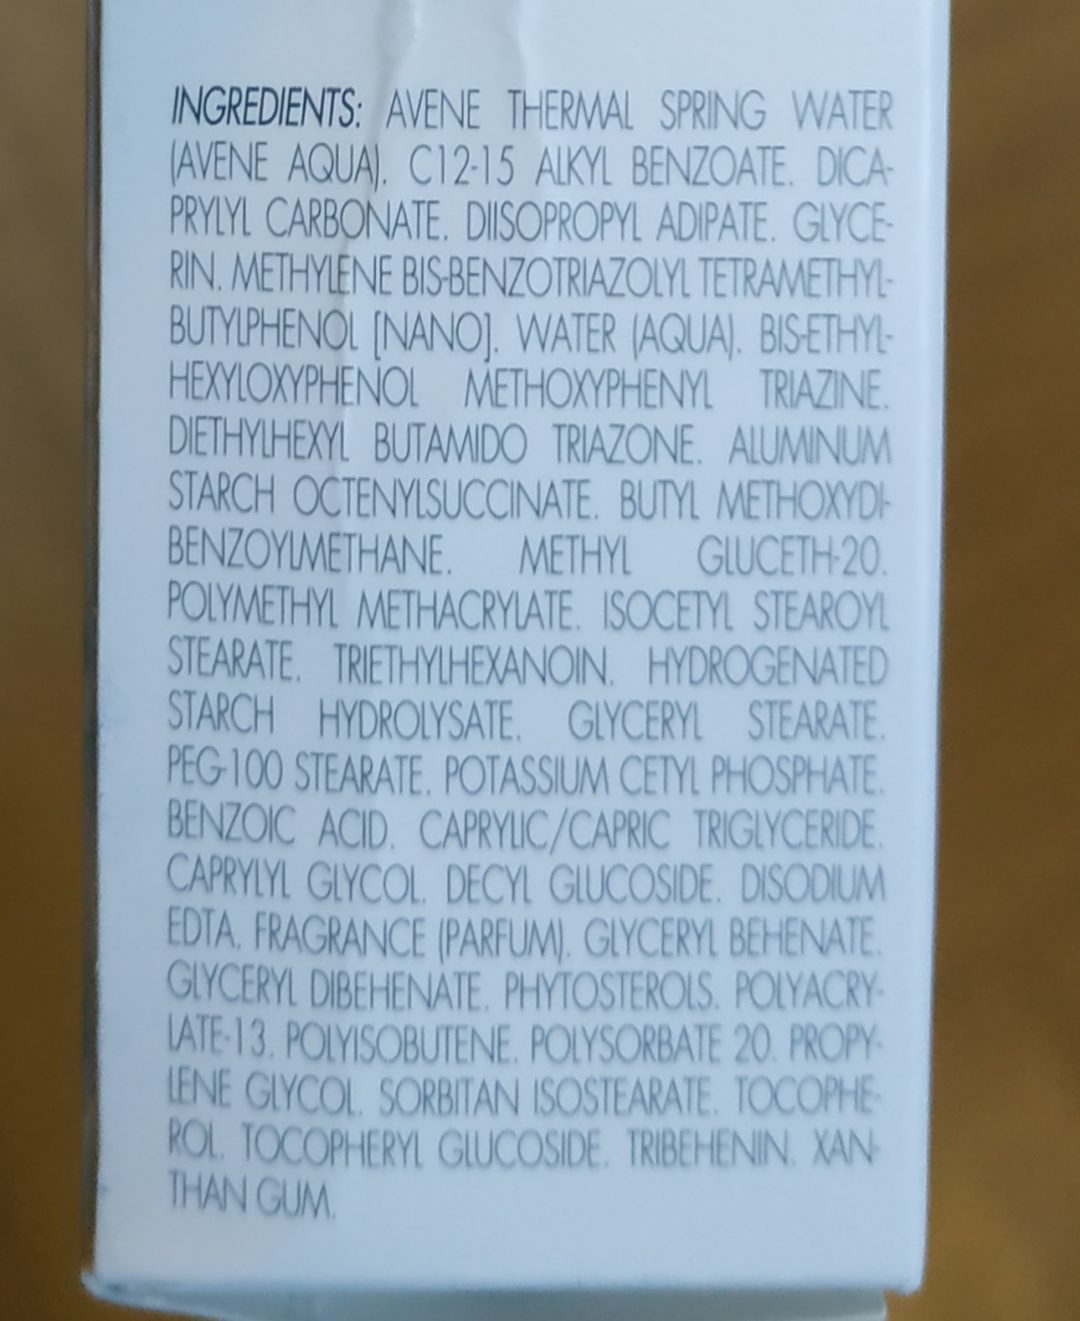 INGREDIENTS: AVENE THERMAL SPRING WATER
(AVENE AQUA). C12-15 ALKYL BENZOATE. DICA-
PRYLYL CARBONATE. DIISOPROPYL ADIPATE. GLYCE-
RIN. METHYLENE BIS-BENZOTRIAZOLYL TETRAMETHYL-
BUTYLPHENOL [NANO]. WATER (AQUA). BIS-ETHYL-
HEXYLOXYPHENOL METHOXYPHENYL TRIAZINE.
DIETHYLHEXYL BUTAMIDO TRIAZONE. ALUMINUM
STARCH OCTENYLSUCCINATE. BUTYL METHOXYDI-
BENZOYLMETHANE. METHYL GLUCETH-20.
POLYMETHYL METHACRYLATE. ISOCETYL STEAROYL
STEARATE. TRIETHYLHEXANOIN. HYDROGENATED
STARCH HYDROLYSATE. GLYCERYL STEARATE.
PEG-100 STEARATE. POTASSIUM CETYL PHOSPHATE.
BENZOIC ACID. CAPRYLIC/CAPRIC TRIGLYCERIDE.
CAPRYLYL GLYCOL. DECYL GLUCOSIDE. DISODIUM
EDTA. FRAGRANCE (PARFUM). GLYCERYL BEHENATE.
GLYCERYL DIBEHENATE. PHYTOSTEROLS. POLYACRY-
LATE-13. POLYISOBUTENE. POLYSORBATE 20. PROPY-
LENE GLYCOL. SORBITAN ISOSTEARATE. TOCOPHE-
ROL. TOCOPHERYL GLUCOSIDE. TRIBEHENIN. XAN-
THAN GUM.